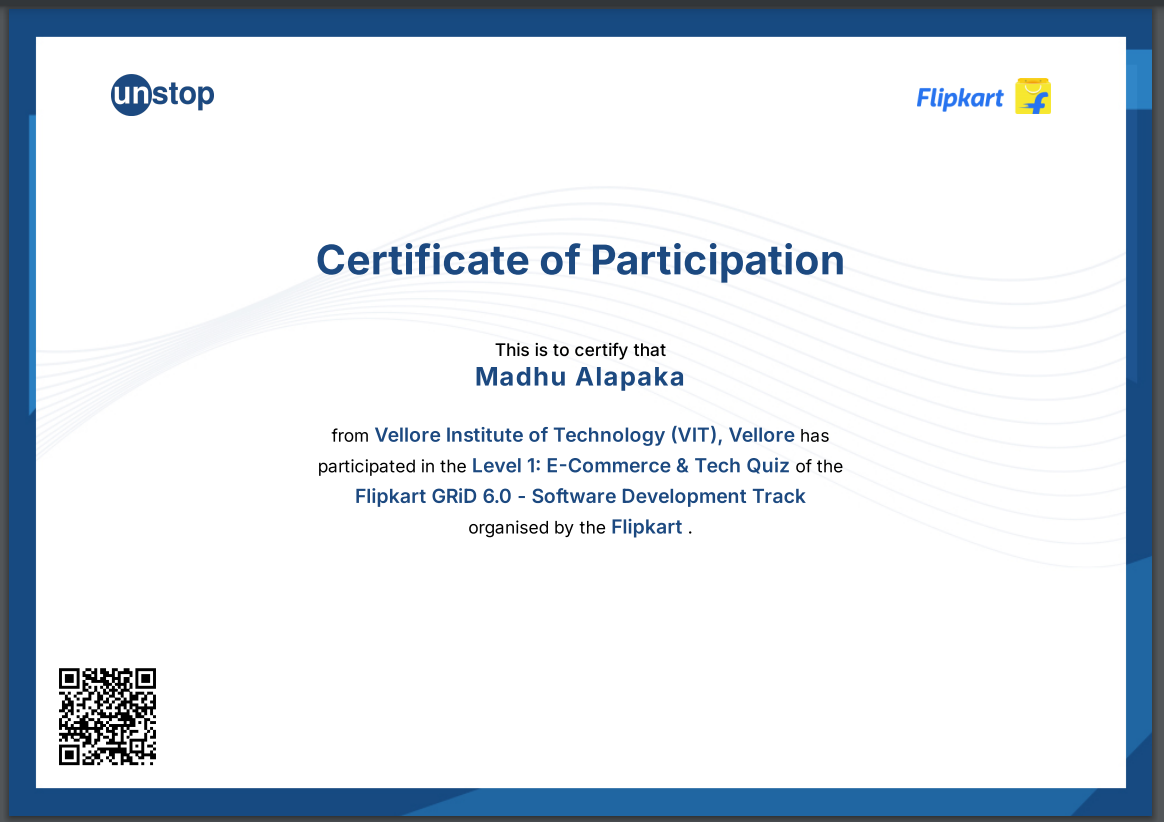 unstop
Flipkart
Certificate of Participation
This is to certify that
Madhu Alapaka
from Vellore Institute of Technology (VIT), Vellore has
participated in the Level 1: E-Commerce & Tech Quiz of the
Flipkart GRiD 6.0 - Software Development Track
organised by the Flipkart .